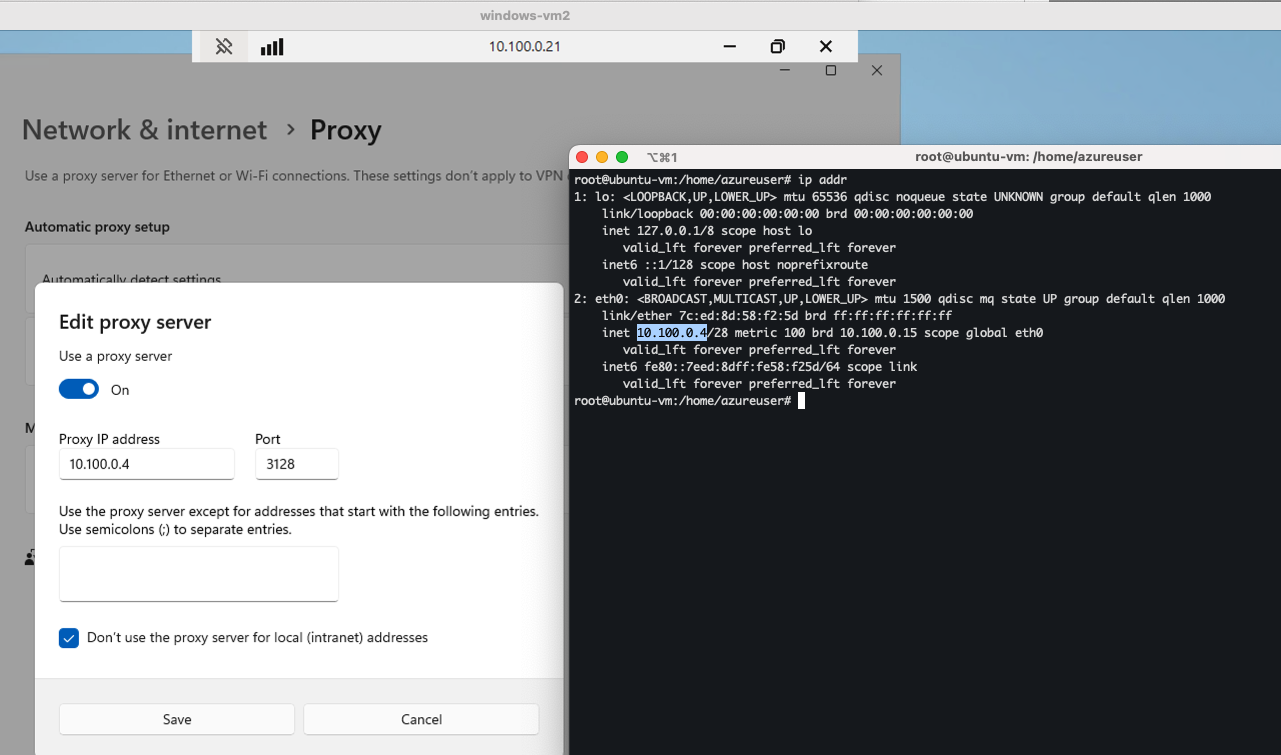 windows-vm2
10.100.0.21
Network & internet > Proxy
Use a proxy server for Ethernet or Wi-Fi connections. These settings don't apply to VPN
Automatic proxy setup
Automatically detect settings
Edit proxy server
Use a proxy server
On
Proxy IP address Port
10.100.0.4 3128
Use the proxy server except for addresses that start with the following entries.
Use semicolons (;) to separate entries.
Don't use the proxy server for local (intranet) addresses
Save Cancel
⌥⌘1 root@ubuntu-vm: /home/azureuser
root@ubuntu-vm:/home/azureuser# ip addr
1: lo: <LOOPBACK,UP,LOWER_UP> mtu 65536 qdisc noqueue state UNKNOWN group default qlen 1000
link/loopback 00:00:00:00:00:00 brd 00:00:00:00:00:00
inet 127.0.0.1/8 scope host lo
valid_lft forever preferred_lft forever
inet6 ::1/128 scope host noprefixroute
valid_lft forever preferred_lft forever
2: eth0: <BROADCAST,MULTICAST,UP,LOWER_UP> mtu 1500 qdisc mq state UP group default qlen 1000
link/ether 7c:ed:8d:58:f2:5d brd ff:ff:ff:ff:ff:ff
inet 10.100.0.4/28 metric 100 brd 10.100.0.15 scope global eth0
valid_lft forever preferred_lft forever
inet6 fe80::7eed:8dff:fe58:f25d/64 scope link
valid_lft forever preferred_lft forever
root@ubuntu-vm:/home/azureuser#